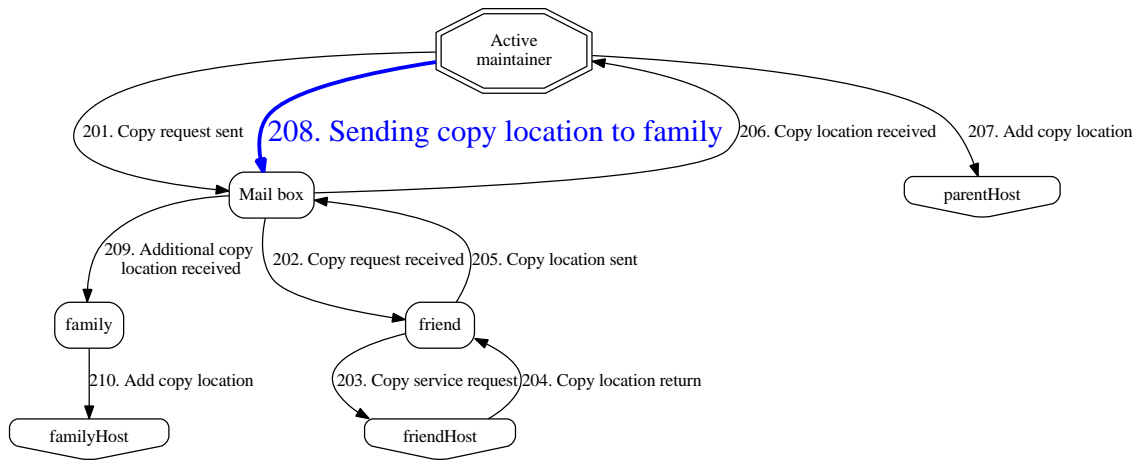 Active
maintainer
201. Copy request sent
208. Sending copy location to family
206. Copy location received
207. Add copy location
Mail box
parentHost
209. Additional copy
location received
202. Copy request received
205. Copy location sent
family
friend
210. Add copy location
203. Copy service request
204. Copy location return
familyHost
friendHost